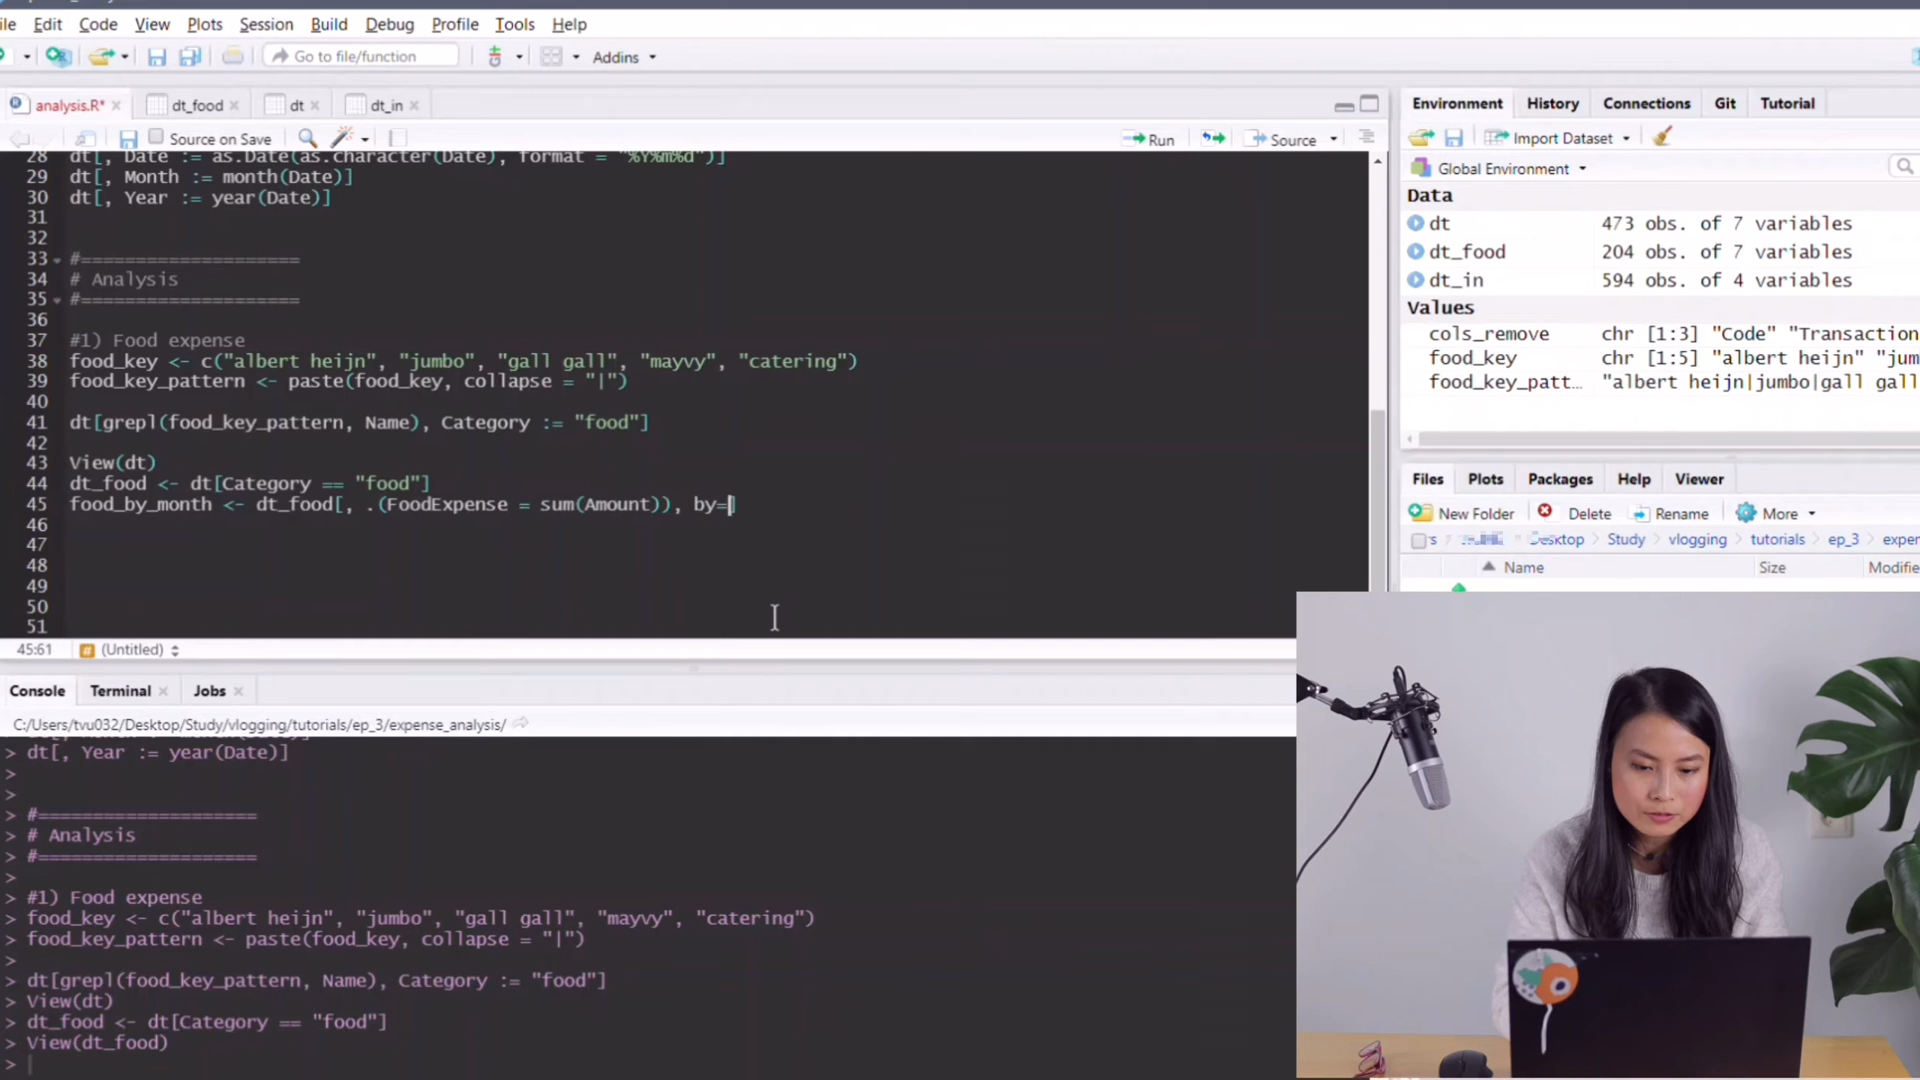 ile Edit Code View Plots Session Build Debug Profile Tools Help
Go to file/function Addins
analysis.R* dt_food dt dt_in
Source on Save Run Source
28 dt[, Date := as.Date(as.character(Date), format = "%Y%m%d")]
29 dt[, Month := month(Date)]
30 dt[, Year := year(Date)]
31
32
33 #====================
34 # Analysis
35 #====================
36
37 #1) Food expense
38 food_key <- c("albert heijn", "jumbo", "gall gall", "mayvy", "catering")
39 food_key_pattern <- paste(food_key, collapse = "|")
40
41 dt[grepl(food_key_pattern, Name), Category := "food"]
42
43 View(dt)
44 dt_food <- dt[Category == "food"]
45 food_by_month <- dt_food[, .(FoodExpense = sum(Amount)), by=]
46
47
48
49
50
51
45:61 # (Untitled)
Console Terminal Jobs
C:/Users/tvu032/Desktop/Study/vlogging/tutorials/ep_3/expense_analysis/
> dt[, Year := year(Date)]
>
>
> #====================
> # Analysis
> #====================
>
> #1) Food expense
> food_key <- c("albert heijn", "jumbo", "gall gall", "mayvy", "catering")
> food_key_pattern <- paste(food_key, collapse = "|")
>
> dt[grepl(food_key_pattern, Name), Category := "food"]
> View(dt)
> dt_food <- dt[Category == "food"]
> View(dt_food)
>
Environment History Connections Git Tutorial
Import Dataset
Global Environment
Data
dt 473 obs. of 7 variables
dt_food 204 obs. of 7 variables
dt_in 594 obs. of 4 variables
Values
cols_remove chr [1:3] "Code" "Transaction
food_key chr [1:5] "albert heijn" "jum
food_key_patt… "albert heijn|jumbo|gall gall
Files Plots Packages Help Viewer
New Folder Delete Rename More
rs Desktop Study vlogging tutorials ep_3 expen
Name Size Modifie